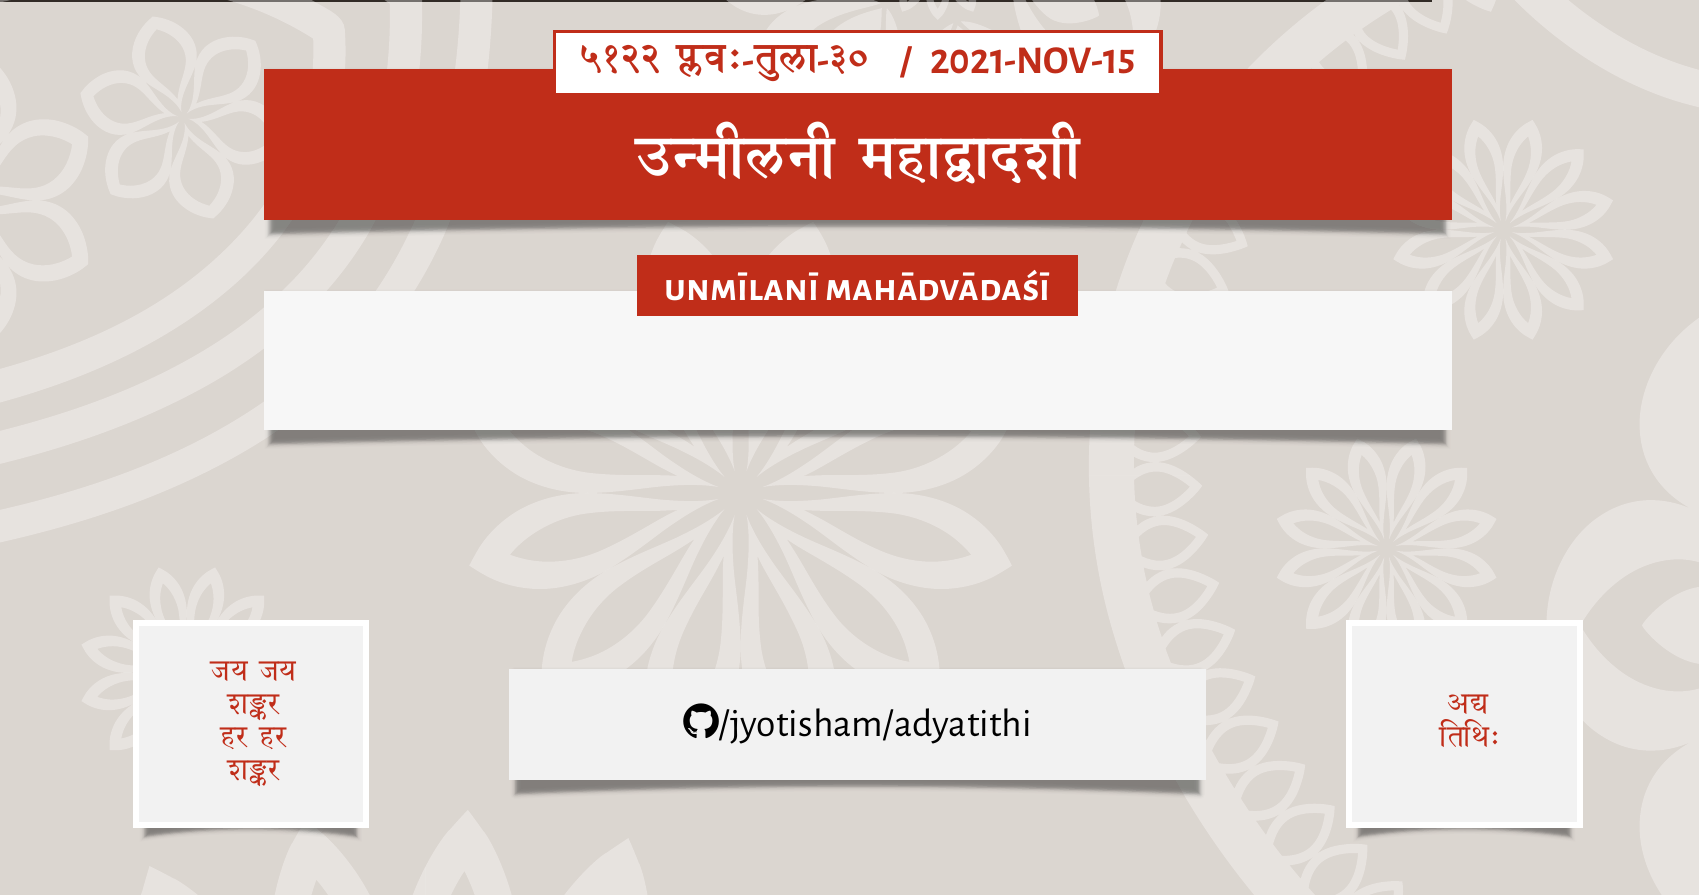 ५१२२ प्लवः-तुला-३० / 2021-NOV-15
उन्मीलनी महाद्वादशी
UNMĪLANĪ MAHĀDVĀDAŚĪ
जय जय
शङ्कर
हर हर
शङ्कर
/jyotisham/adyatithi
अद्य
तिथिः